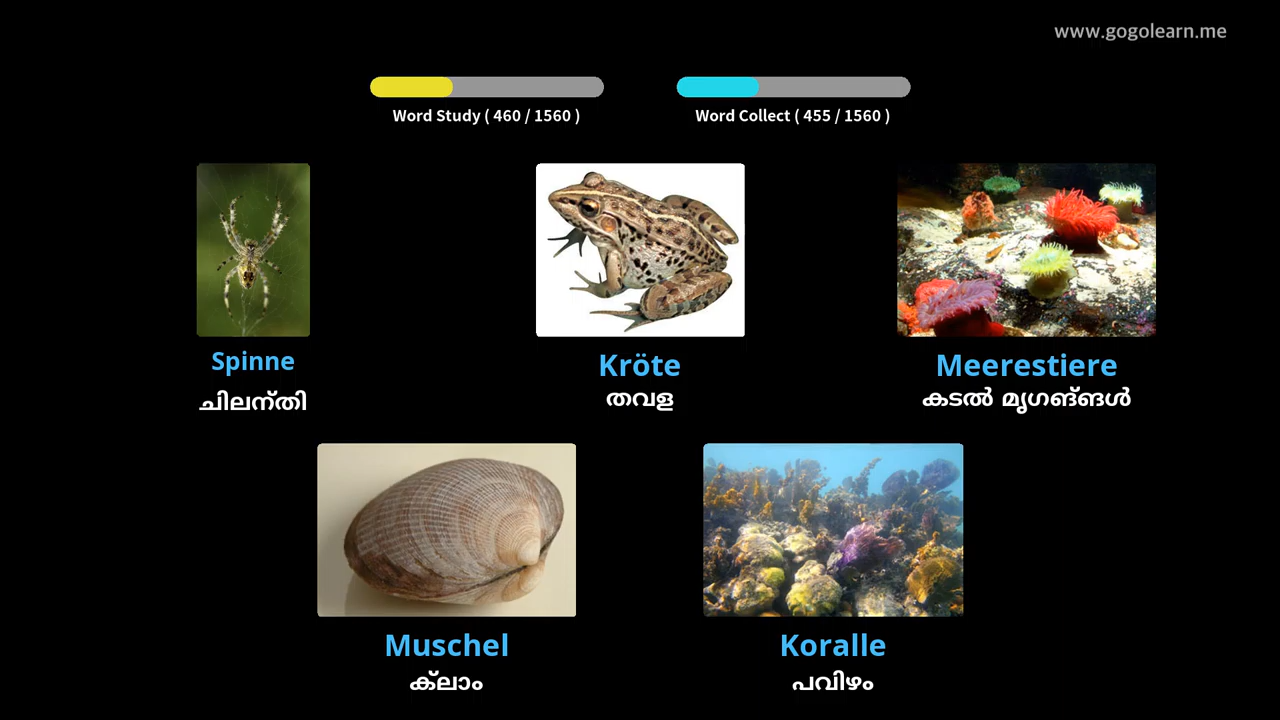 www.gogolearn.me
Word Study ( 460 / 1560 )
Word Collect ( 455 / 1560 )
Spinne
ചിലന്തി
Kröte
തവള
Meerestiere
കടൽ മൃഗങ്ങൾ
Muschel
ക്ലാം
Koralle
പവിഴം